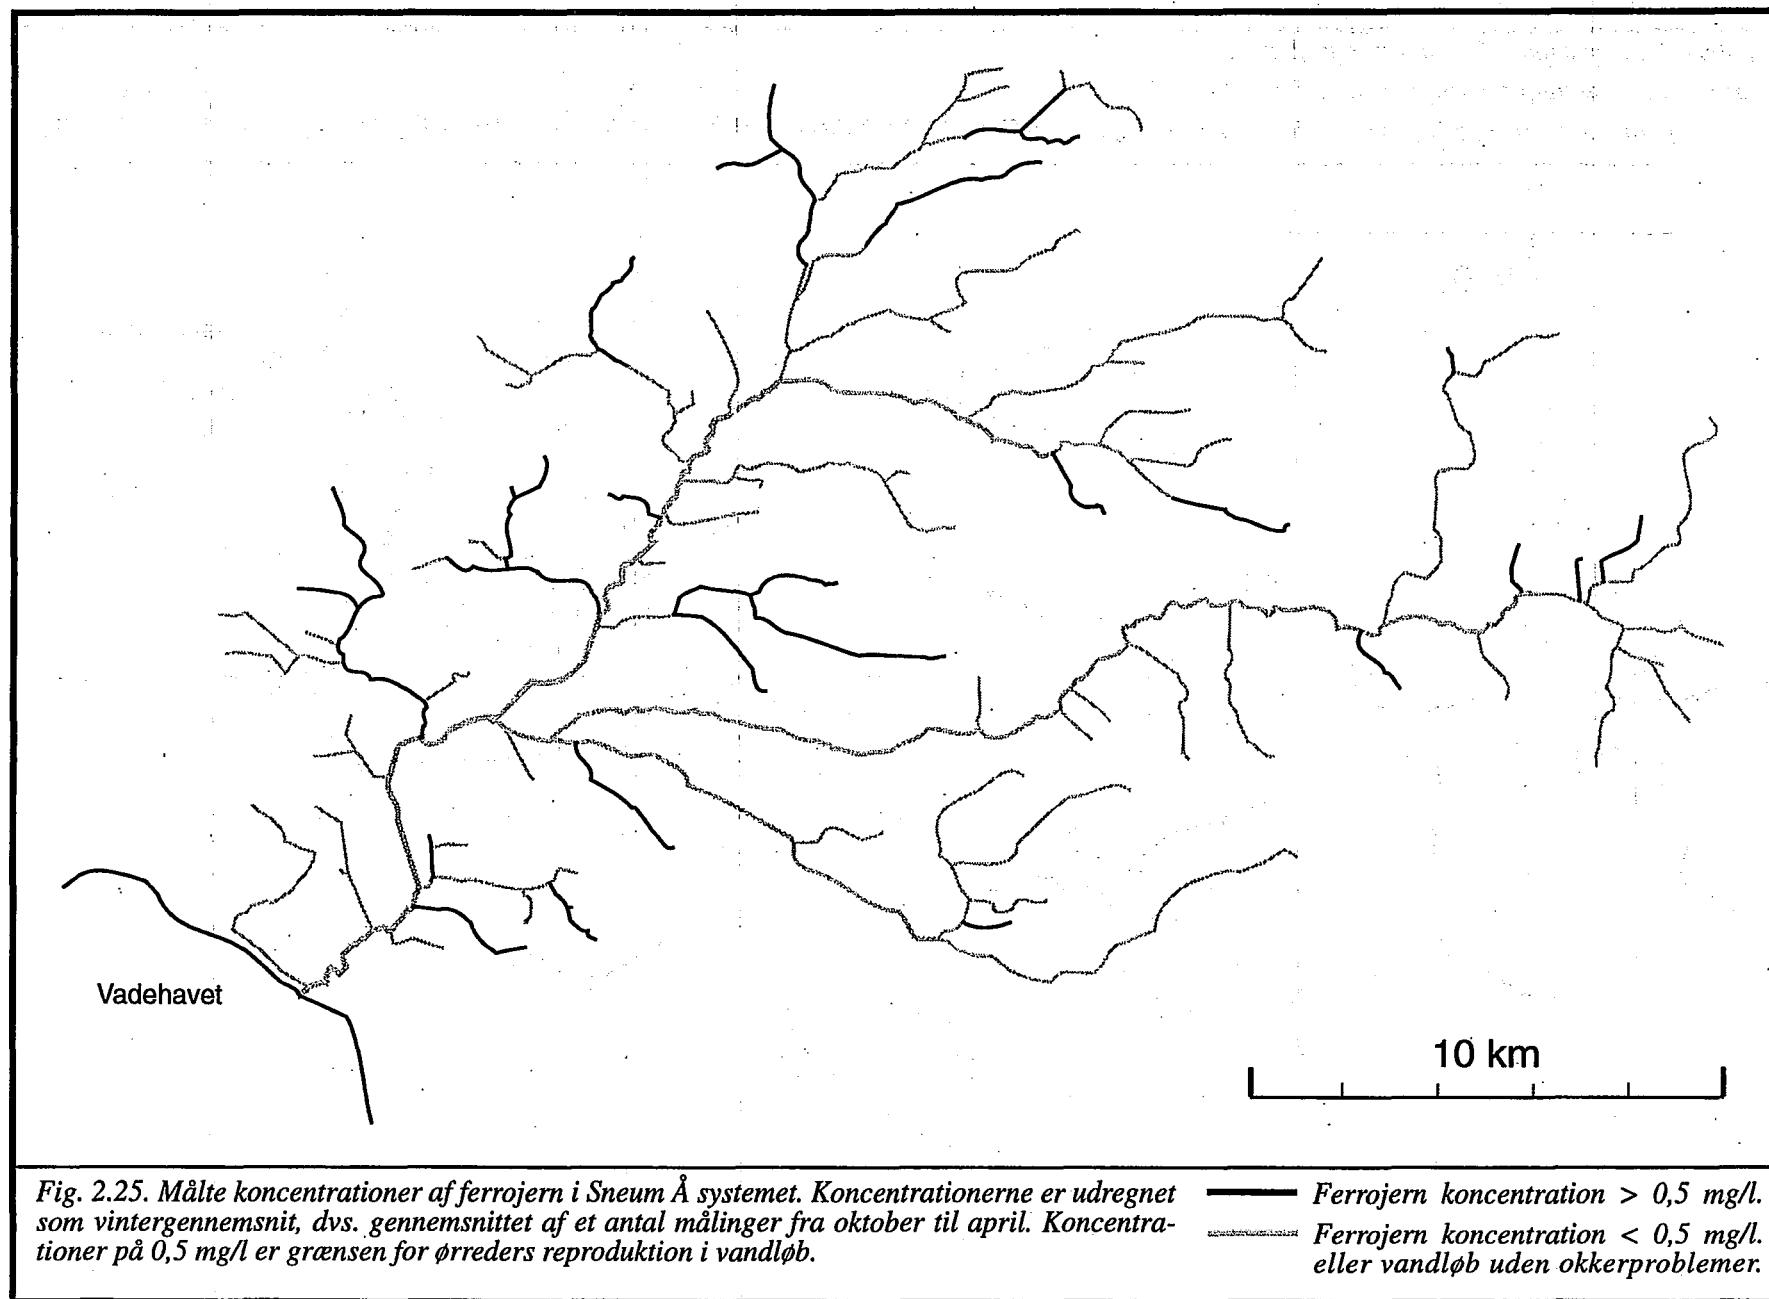 Vadehavet
10 km
Fig. 2.25. Målte koncentrationer af ferrojern i Sneum Å systemet. Koncentrationerne er udregnet
som vintergennemsnit, dvs. gennemsnittet af et antal målinger fra oktober til april. Koncentra-
tioner på 0,5 mg/l er grænsen for ørreders reproduktion i vandløb.
Ferrojern koncentration > 0,5 mg/l.
Ferrojern koncentration < 0,5 mg/l.
eller vandløb uden okkerproblemer.